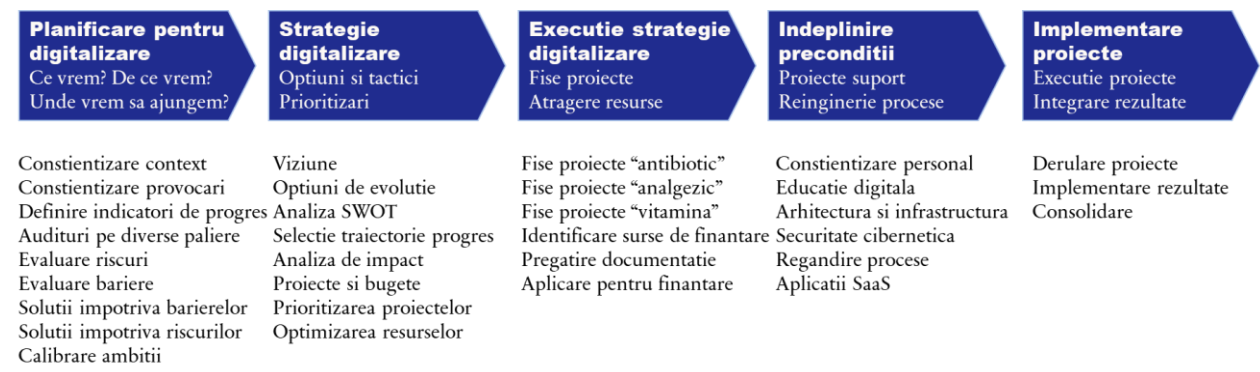 Planificare pentru
digitalizare
Ce vrem? De ce vrem?
Unde vrem sa ajungem?
Strategie
digitalizare
Optiuni si tactici
Prioritizari
Executie strategie
digitalizare
Fise proiecte
Atragere resurse
Indeplinire
preconditii
Proiecte suport
Reinginerie procese
Implementare
proiecte
Executie proiecte
Integrare rezultate
Constientizare context
Constientizare provocari
Definire indicatori de progres
Audituri pe diverse paliere
Evaluare riscuri
Evaluare bariere
Solutii impotriva barierelor
Solutii impotriva riscurilor
Calibrare ambitii
Viziune
Optiuni de evolutie
Analiza SWOT
Selectie traiectorie progres
Analiza de impact
Proiecte si bugete
Prioritizarea proiectelor
Optimizarea resurselor
Fise proiecte “antibiotic”
Fise proiecte “analgezic”
Fise proiecte “vitamina”
Identificare surse de finantare
Pregatire documentatie
Aplicare pentru finantare
Constientizare personal
Educatie digitala
Arhitectura si infrastructura
Securitate cibernetica
Regandire procese
Aplicatii SaaS
Derulare proiecte
Implementare rezultate
Consolidare